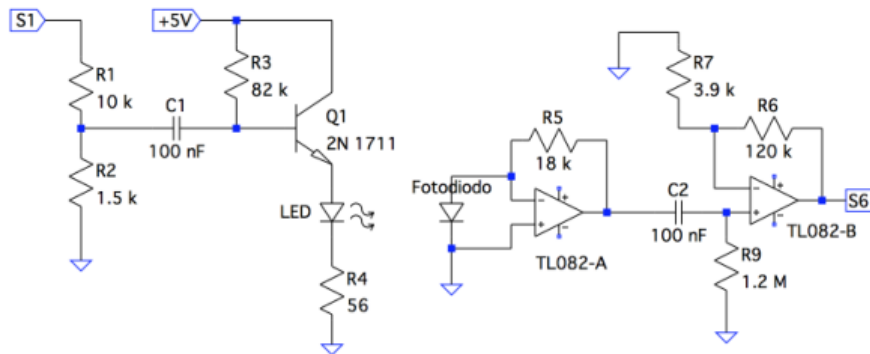 S1
+5V
R1
10 k
R2
1.5 k
C1
100 nF
R3
82 k
Q1
2N 1711
LED
R4
56
Fotodiodo
R5
18 k
-
+
+
-
TL082-A
C2
100 nF
R7
3.9 k
R6
120 k
-
+
+
-
TL082-B
R9
1.2 M
S6